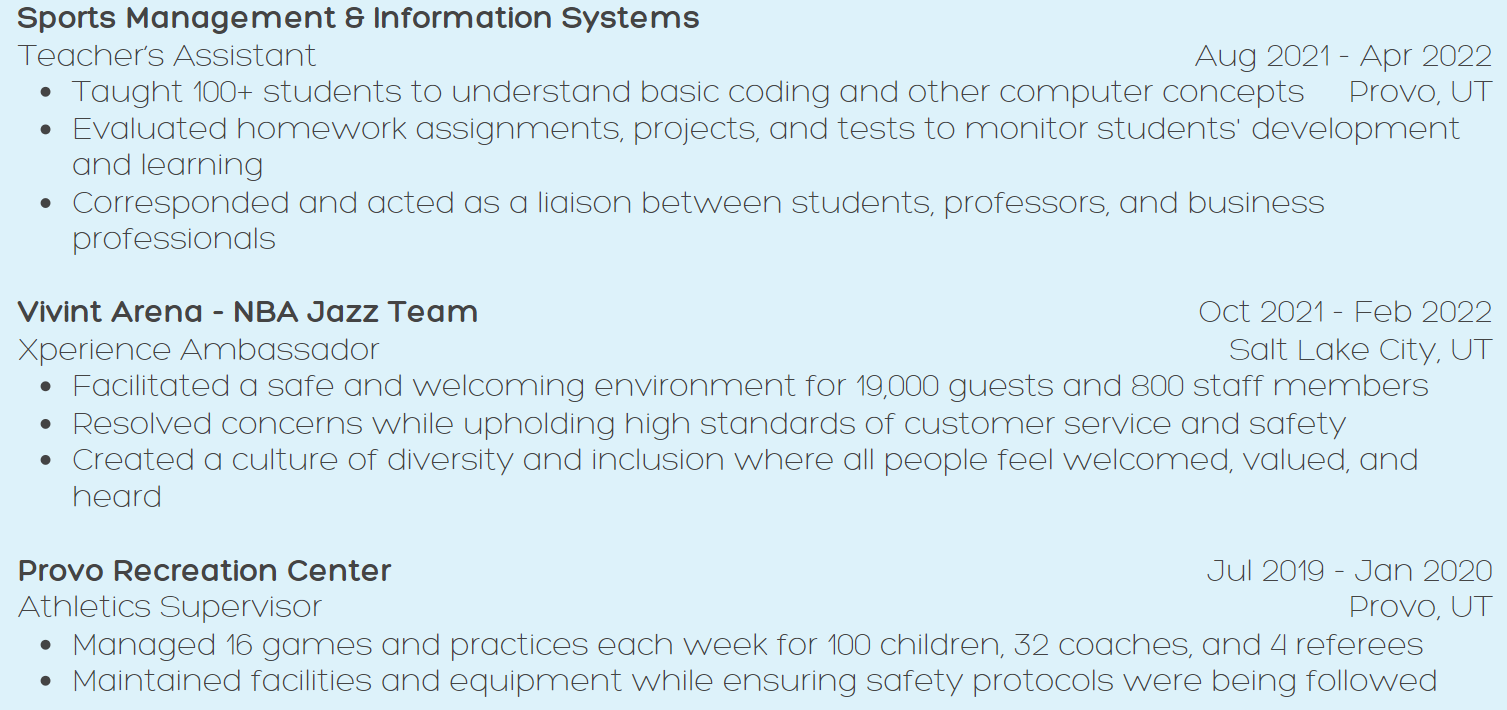 Sports Management & Information Systems
Teacher's Assistant Aug 2021 - Apr 2022
• Taught 100+ students to understand basic coding and other computer concepts Provo, UT
• Evaluated homework assignments, projects, and tests to monitor students' development
and learning
• Corresponded and acted as a liaison between students, professors, and business
professionals
Vivint Arena - NBA Jazz Team Oct 2021 - Feb 2022
Xperience Ambassador Salt Lake City, UT
• Facilitated a safe and welcoming environment for 19,000 guests and 800 staff members
• Resolved concerns while upholding high standards of customer service and safety
• Created a culture of diversity and inclusion where all people feel welcomed, valued, and
heard
Provo Recreation Center Jul 2019 - Jan 2020
Athletics Supervisor Provo, UT
• Managed 16 games and practices each week for 100 children, 32 coaches, and 4 referees
• Maintained facilities and equipment while ensuring safety protocols were being followed